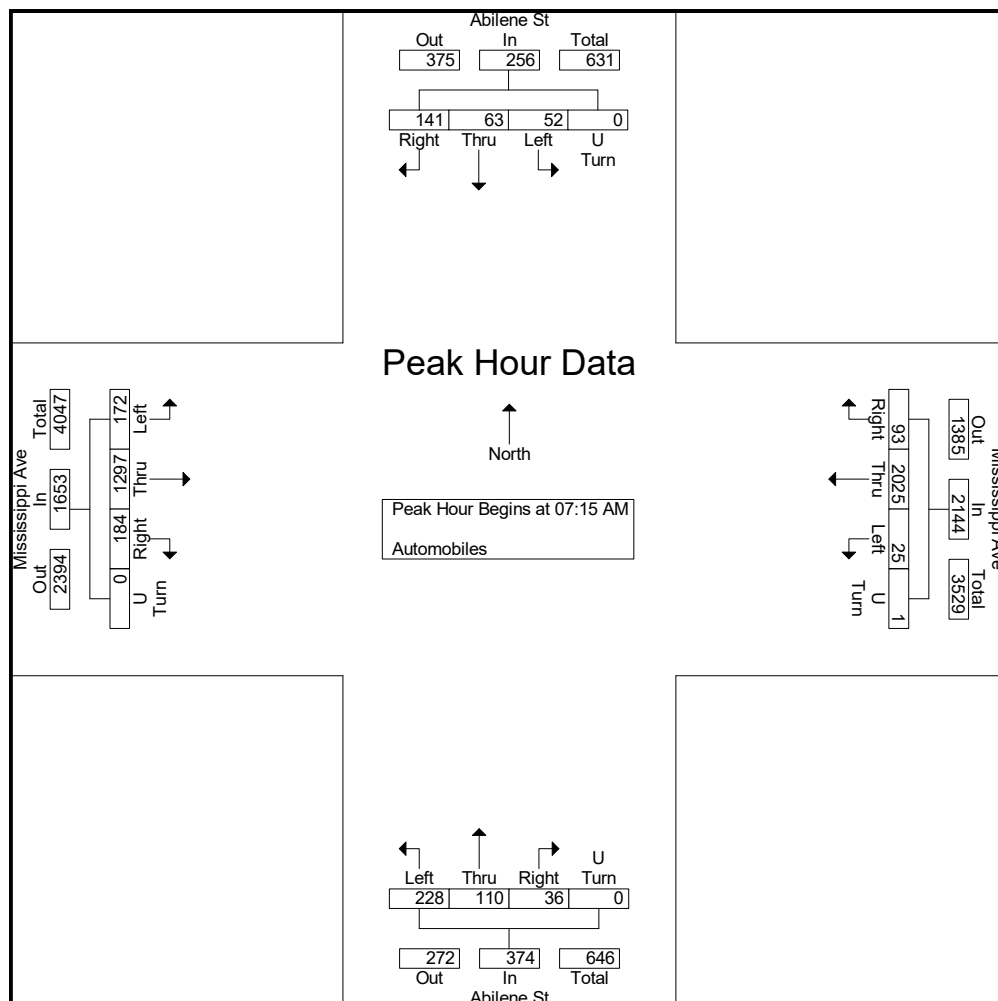 Abilene St
Out In Total
375 256 631
141 63 52 0
Right Thru Left U Turn
Peak Hour Data
North
Peak Hour Begins at 07:15 AM
Automobiles
Mississippi Ave
Total In Out
4047 1653 2394
172 1297 184 0
Left Thru Right U Turn
Right Thru Left U Turn
93 2025 25 1
Out In Total
1385 2144 3529
Mississippi Ave
Left Thru Right U Turn
228 110 36 0
272 374 646
Out In Total
Abilene St